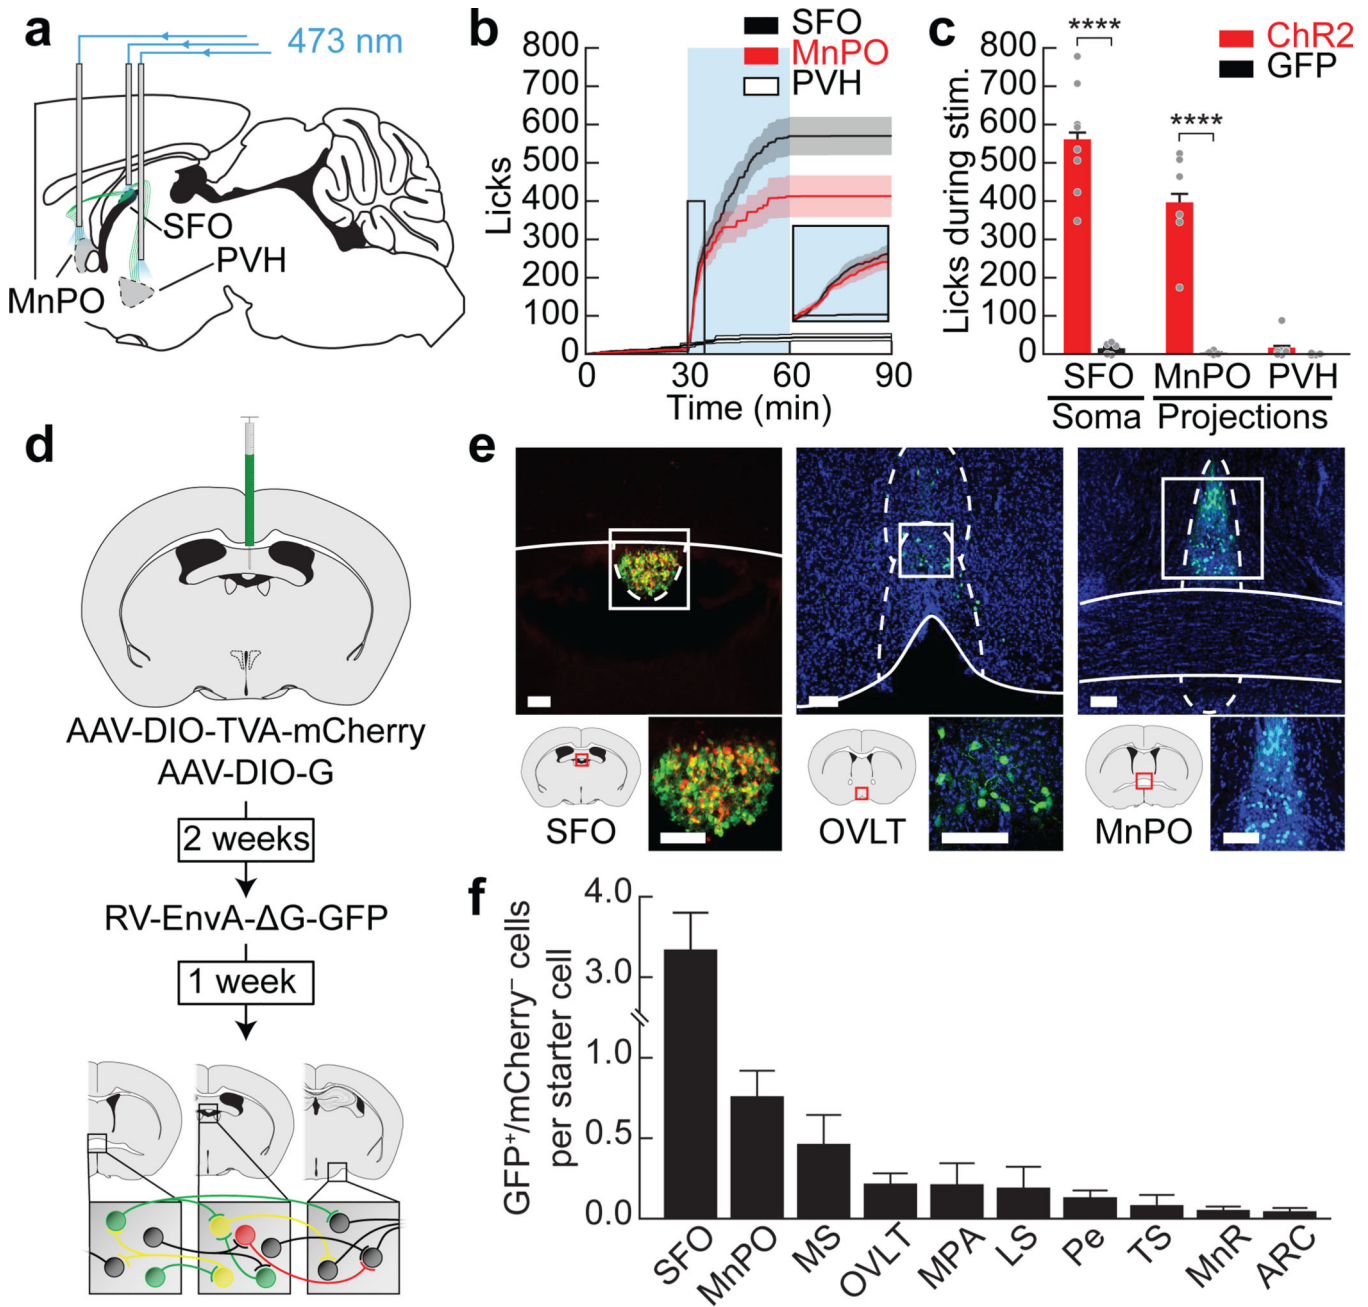 a
473 nm
SFO
PVH
MnPO
b
SFO
MnPO
PVH
800
700
600
500
400
300
200
100
0
Licks
0
30
60
90
Time (min)
c
ChR2
GFP
****
****
800
700
600
500
400
300
200
100
0
Licks during stim.
SFO
MnPO
PVH
Soma
Projections
d
AAV-DIO-TVA-mCherry
AAV-DIO-G
2 weeks
RV-EnvA-ΔG-GFP
1 week
e
SFO
OVLT
MnPO
f
4.0
3.0
1.0
0.5
0.0
GFP⁺/mCherry⁻ cells
per starter cell
SFO
MnPO
MS
OVLT
MPA
LS
Pe
TS
MnR
ARC